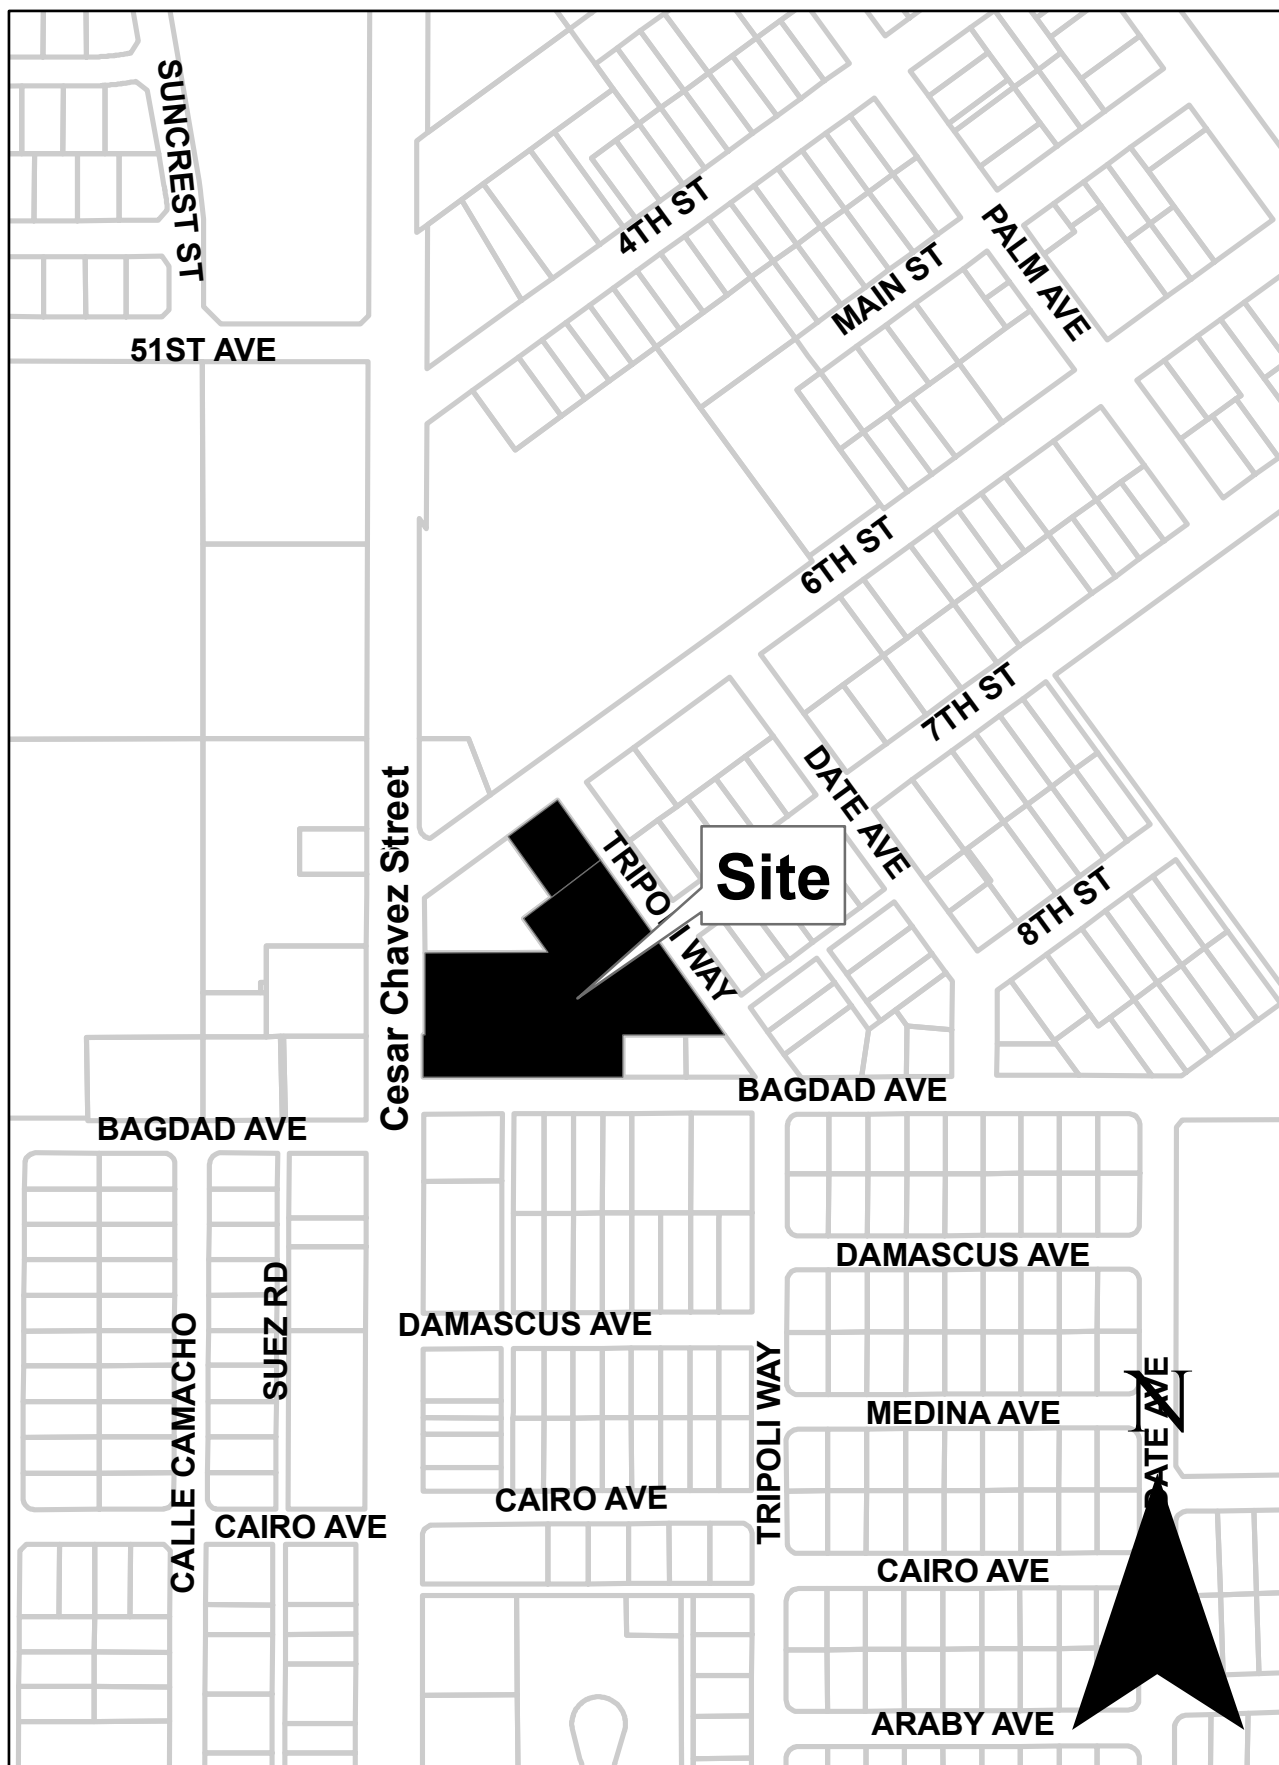 SUNCREST ST
4TH ST
PALM AVE
MAIN ST
51ST AVE
6TH ST
7TH ST
DATE AVE
Cesar Chavez Street
TRIPOLI WAY
Site
8TH ST
BAGDAD AVE
BAGDAD AVE
DAMASCUS AVE
SUEZ RD
DAMASCUS AVE
CALLE CAMACHO
TRIPOLI WAY
DATE AVE
N
MEDINA AVE
CAIRO AVE
CAIRO AVE
CAIRO AVE
ARABY AVE